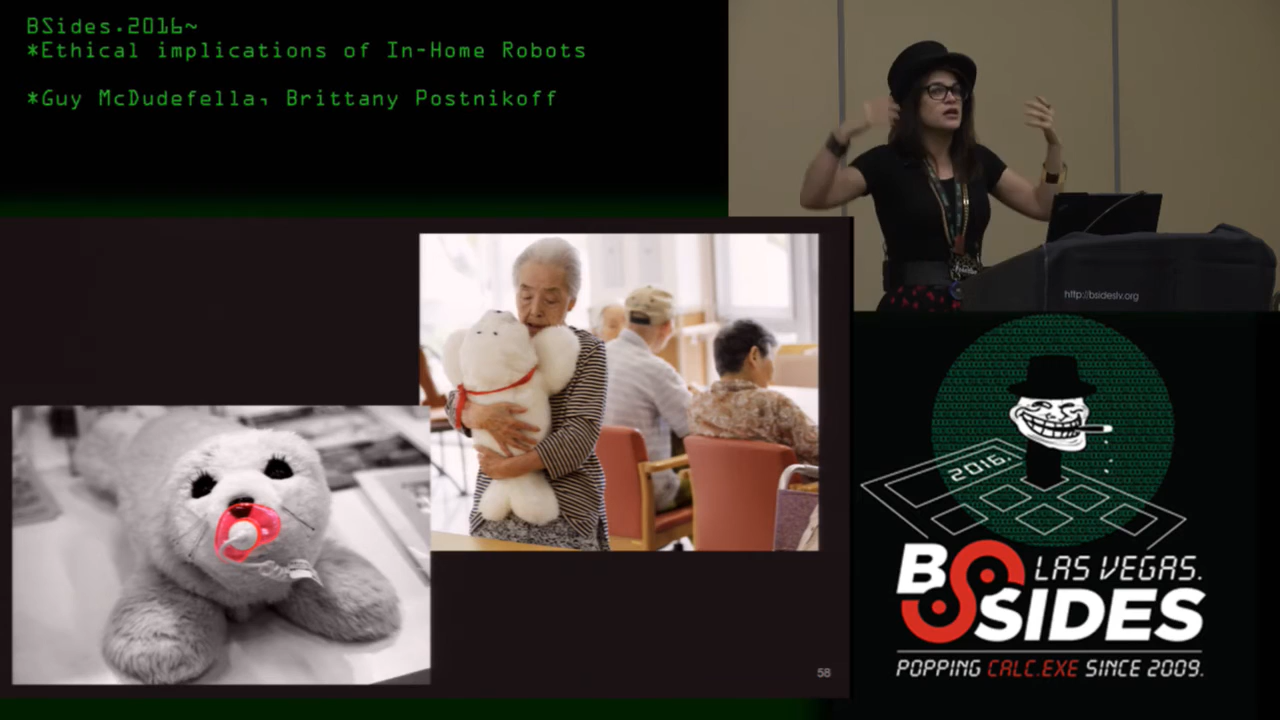 BSides.2016~
*Ethical implications of In-Home Robots
*Guy McDudefella, Brittany Postnikoff
http://bsideslv.org
58
2016.
BSIDES
LAS VEGAS.
POPPING CALC.EXE SINCE 2009.